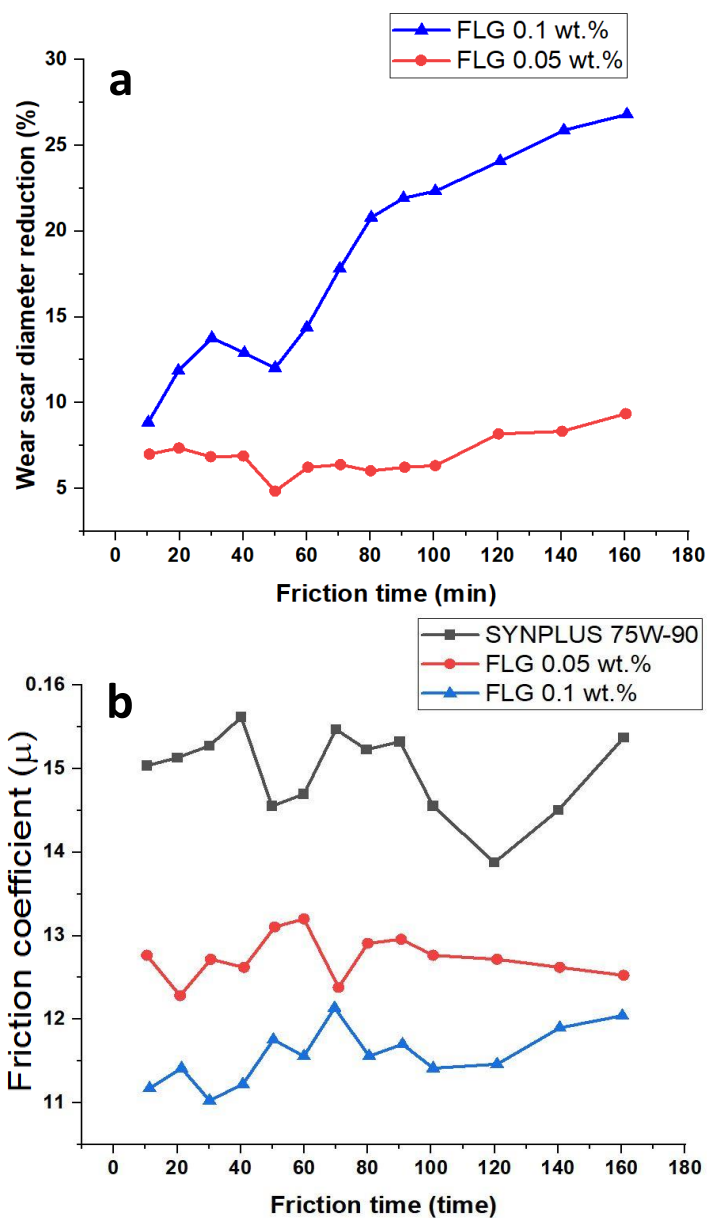 FLG 0.1 wt.%
FLG 0.05 wt.%
a
30
25
20
15
10
5
Wear scar diameter reduction (%)
0 20 40 60 80 100 120 140 160 180
Friction time (min)
SYNPLUS 75W-90
FLG 0.05 wt.%
FLG 0.1 wt.%
b
0.16
15
14
13
12
11
Friction coefficient (μ)
0 20 40 60 80 100 120 140 160 180
Friction time (time)